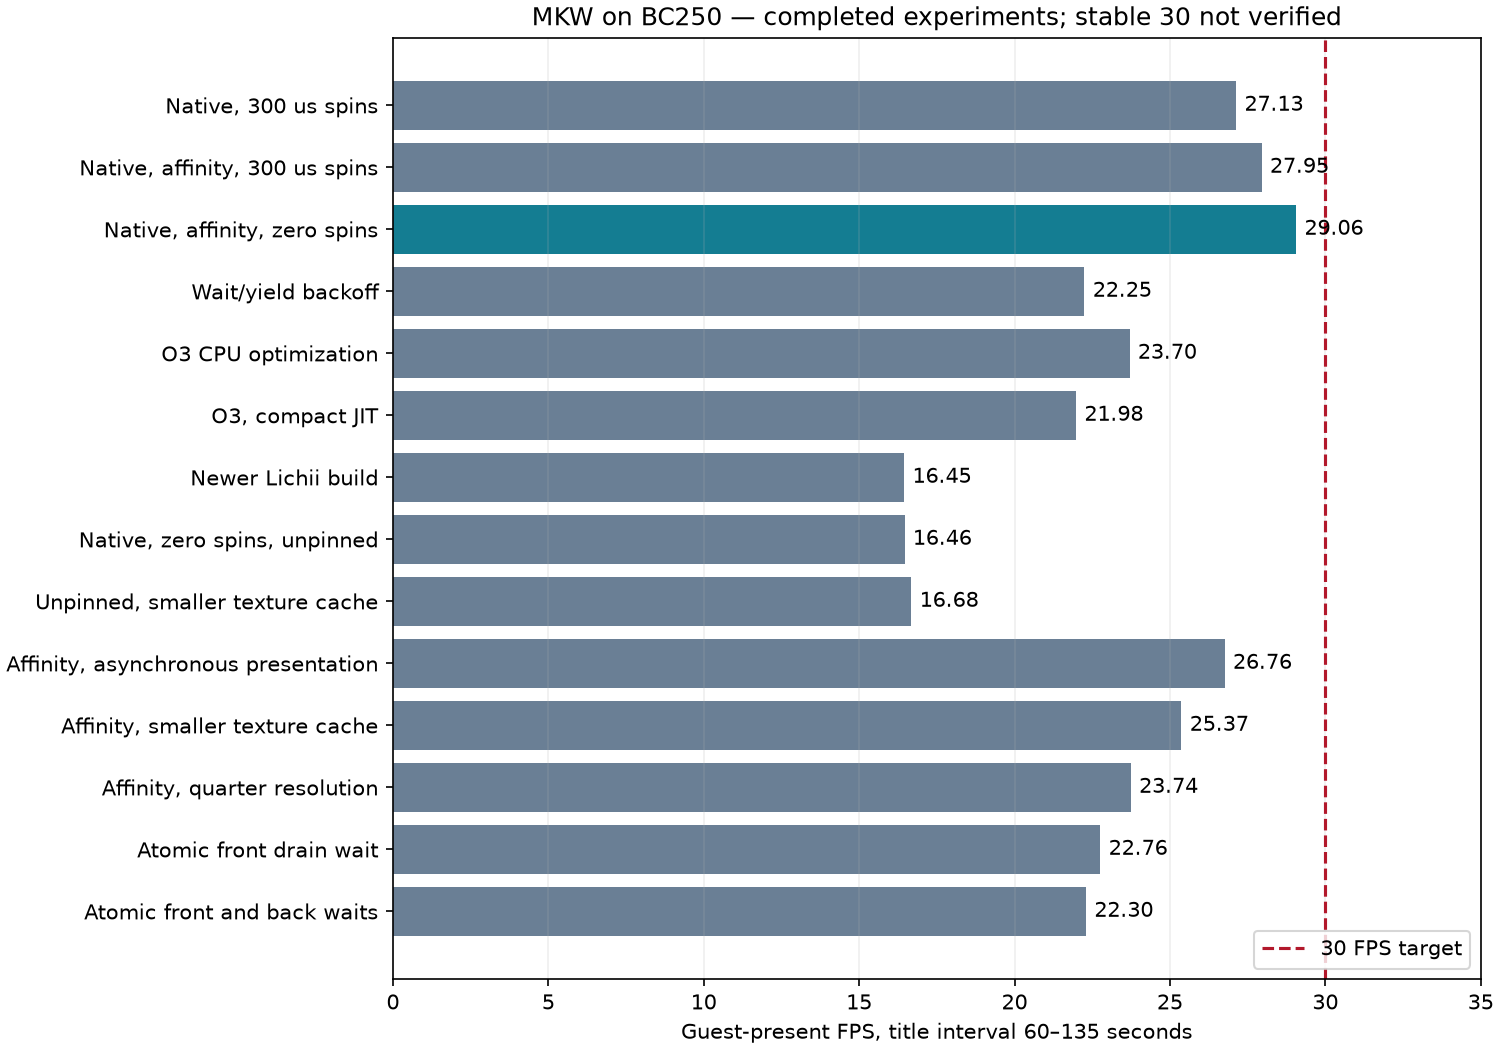 MKW on BC250 — completed experiments; stable 30 not verified
Native, 300 us spins 27.13
Native, affinity, 300 us spins 27.95
Native, affinity, zero spins 29.06
Wait/yield backoff 22.25
O3 CPU optimization 23.70
O3, compact JIT 21.98
Newer Lichii build 16.45
Native, zero spins, unpinned 16.46
Unpinned, smaller texture cache 16.68
Affinity, asynchronous presentation 26.76
Affinity, smaller texture cache 25.37
Affinity, quarter resolution 23.74
Atomic front drain wait 22.76
Atomic front and back waits 22.30
30 FPS target
0 5 10 15 20 25 30 35
Guest-present FPS, title interval 60–135 seconds